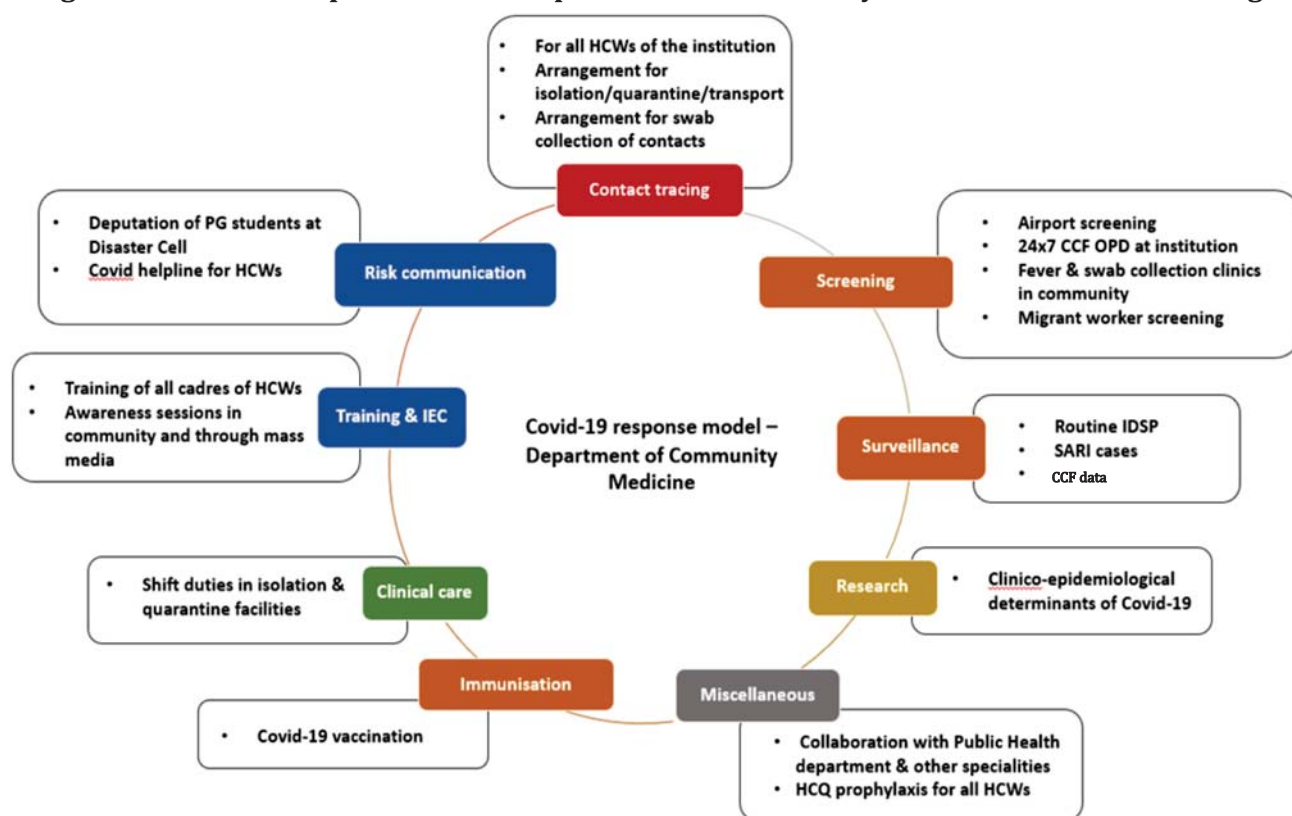 • For all HCWs of the institution
• Arrangement for
isolation/quarantine/transport
• Arrangement for swab
collection of contacts
Contact tracing
• Airport screening
• 24x7 CCF OPD at institution
• Fever & swab collection clinics
in community
• Migrant worker screening
Screening
• Routine IDSP
• SARI cases
• CCF data
Surveillance
• Clinico-epidemiological
determinants of Covid-19
Research
Miscellaneous
• Collaboration with Public Health
department & other specialities
• HCQ prophylaxis for all HCWs
Immunisation
• Covid-19 vaccination
Clinical care
• Shift duties in isolation &
quarantine facilities
Training & IEC
• Training of all cadres of HCWs
• Awareness sessions in
community and through mass
media
Risk communication
• Deputation of PG students at
Disaster Cell
• Covid helpline for HCWs
Covid-19 response model –
Department of Community
Medicine